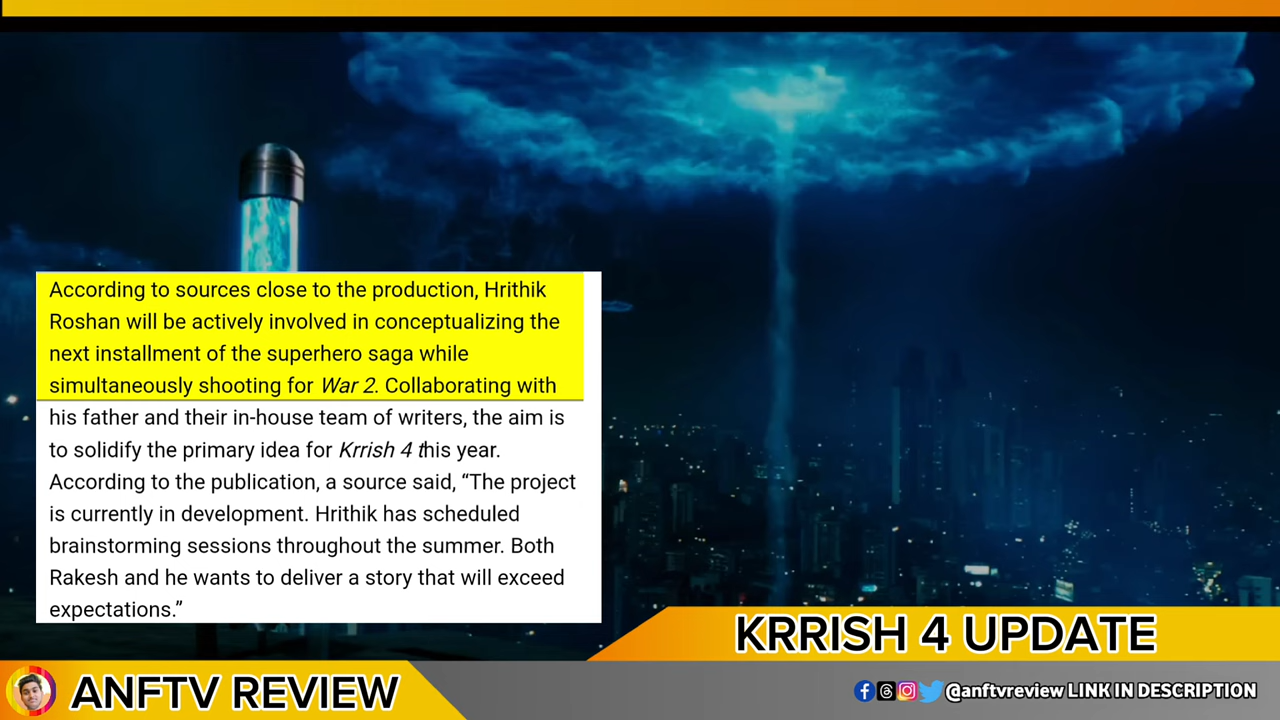 According to sources close to the production, Hrithik
Roshan will be actively involved in conceptualizing the
next installment of the superhero saga while
simultaneously shooting for War 2. Collaborating with
his father and their in-house team of writers, the aim is
to solidify the primary idea for Krrish 4 this year.
According to the publication, a source said, “The project
is currently in development. Hrithik has scheduled
brainstorming sessions throughout the summer. Both
Rakesh and he wants to deliver a story that will exceed
expectations.”
KRRISH 4 UPDATE
ANFTV REVIEW
@anftvreview LINK IN DESCRIPTION